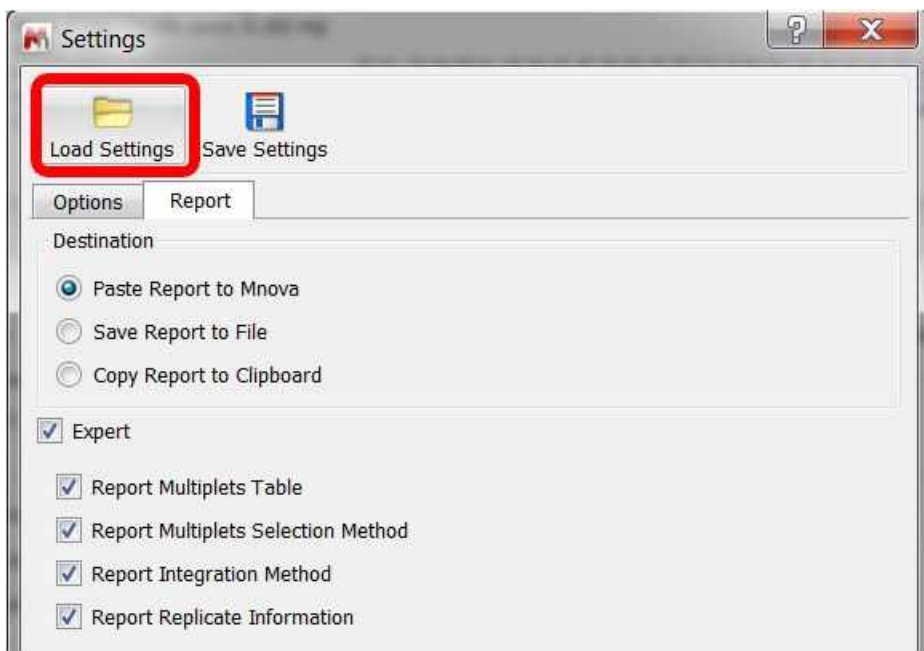 Settings
Load Settings Save Settings
Options Report
Destination
Paste Report to Mnova
Save Report to File
Copy Report to Clipboard
Expert
Report Multiplets Table
Report Multiplets Selection Method
Report Integration Method
Report Replicate Information